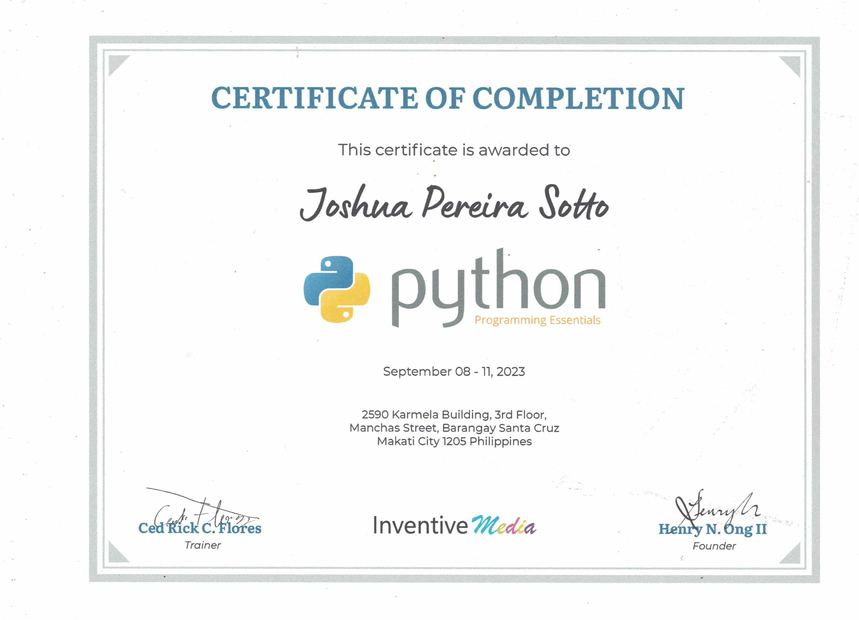 CERTIFICATE OF COMPLETION
This certificate is awarded to
Joshua Pereira Sotto
python
Programming Essentials
September 08 - 11, 2023
2590 Karmela Building, 3rd Floor,
Manchas Street, Barangay Santa Cruz
Makati City 1205 Philippines
Ced Rick C. Flores
Trainer
Inventive Media
Henry N. Ong II
Founder